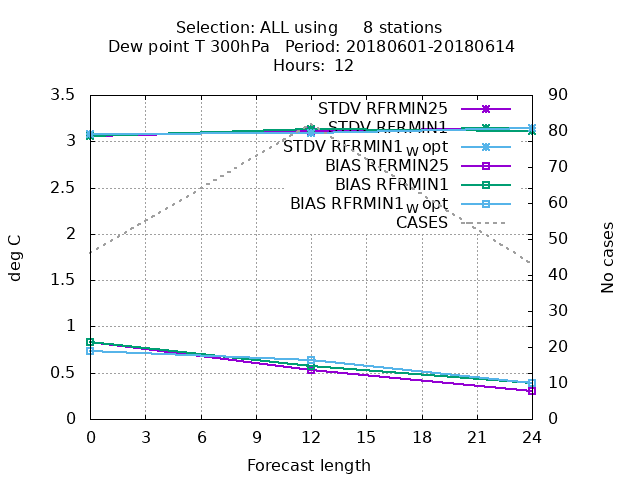 Selection: ALL using 8 stations
Dew point T 300hPa Period: 20180601-20180614
Hours: 12
STDV RFRMIN25
STDV RFRMIN1
STDV RFRMIN1w opt
BIAS RFRMIN25
BIAS RFRMIN1
BIAS RFRMIN1w opt
CASES
3.5
3
2.5
2
1.5
1
0.5
0
90
80
70
60
50
40
30
20
10
0
deg C
No cases
0 3 6 9 12 15 18 21 24
Forecast length